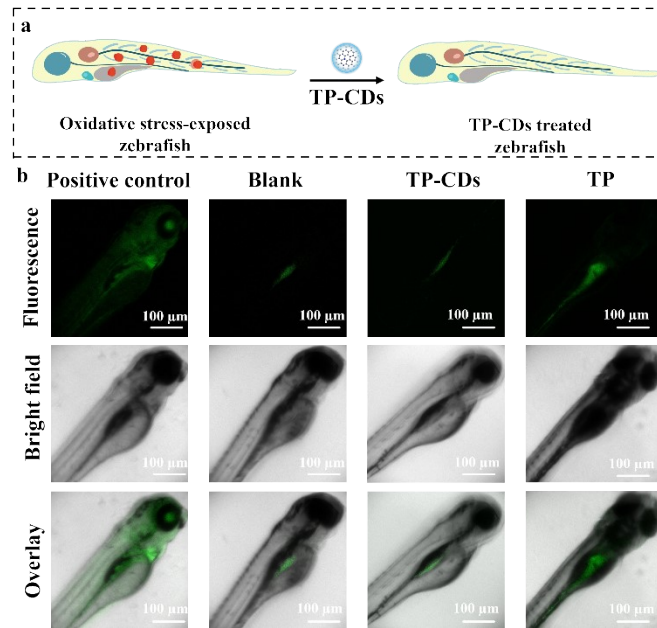 a
TP-CDs
Oxidative stress-exposed
zebrafish
TP-CDs treated
zebrafish
b
Positive control
Blank
TP-CDs
TP
Fluorescence
100 μm
100 μm
100 μm
100 μm
Bright field
100 μm
100 μm
100 μm
100 μm
Overlay
100 μm
100 μm
100 μm
100 μm